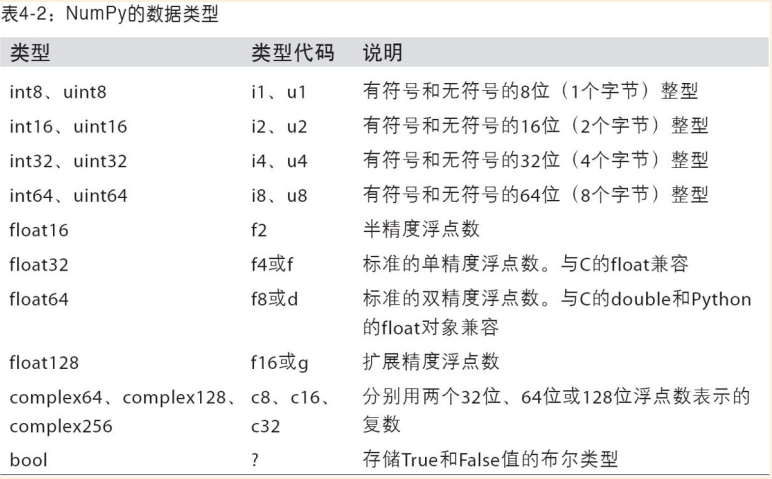 表4-2：NumPy的数据类型
类型 类型代码 说明
int8、uint8 i1、u1 有符号和无符号的8位（1个字节）整型
int16、uint16 i2、u2 有符号和无符号的16位（2个字节）整型
int32、uint32 i4、u4 有符号和无符号的32位（4个字节）整型
int64、uint64 i8、u8 有符号和无符号的64位（8个字节）整型
float16 f2 半精度浮点数
float32 f4或f 标准的单精度浮点数。与C的float兼容
float64 f8或d 标准的双精度浮点数。与C的double和Python
的float对象兼容
float128 f16或g 扩展精度浮点数
complex64、complex128、 c8、c16、 分别用两个32位、64位或128位浮点数表示的
complex256 c32 复数
bool ? 存储True和False值的布尔类型